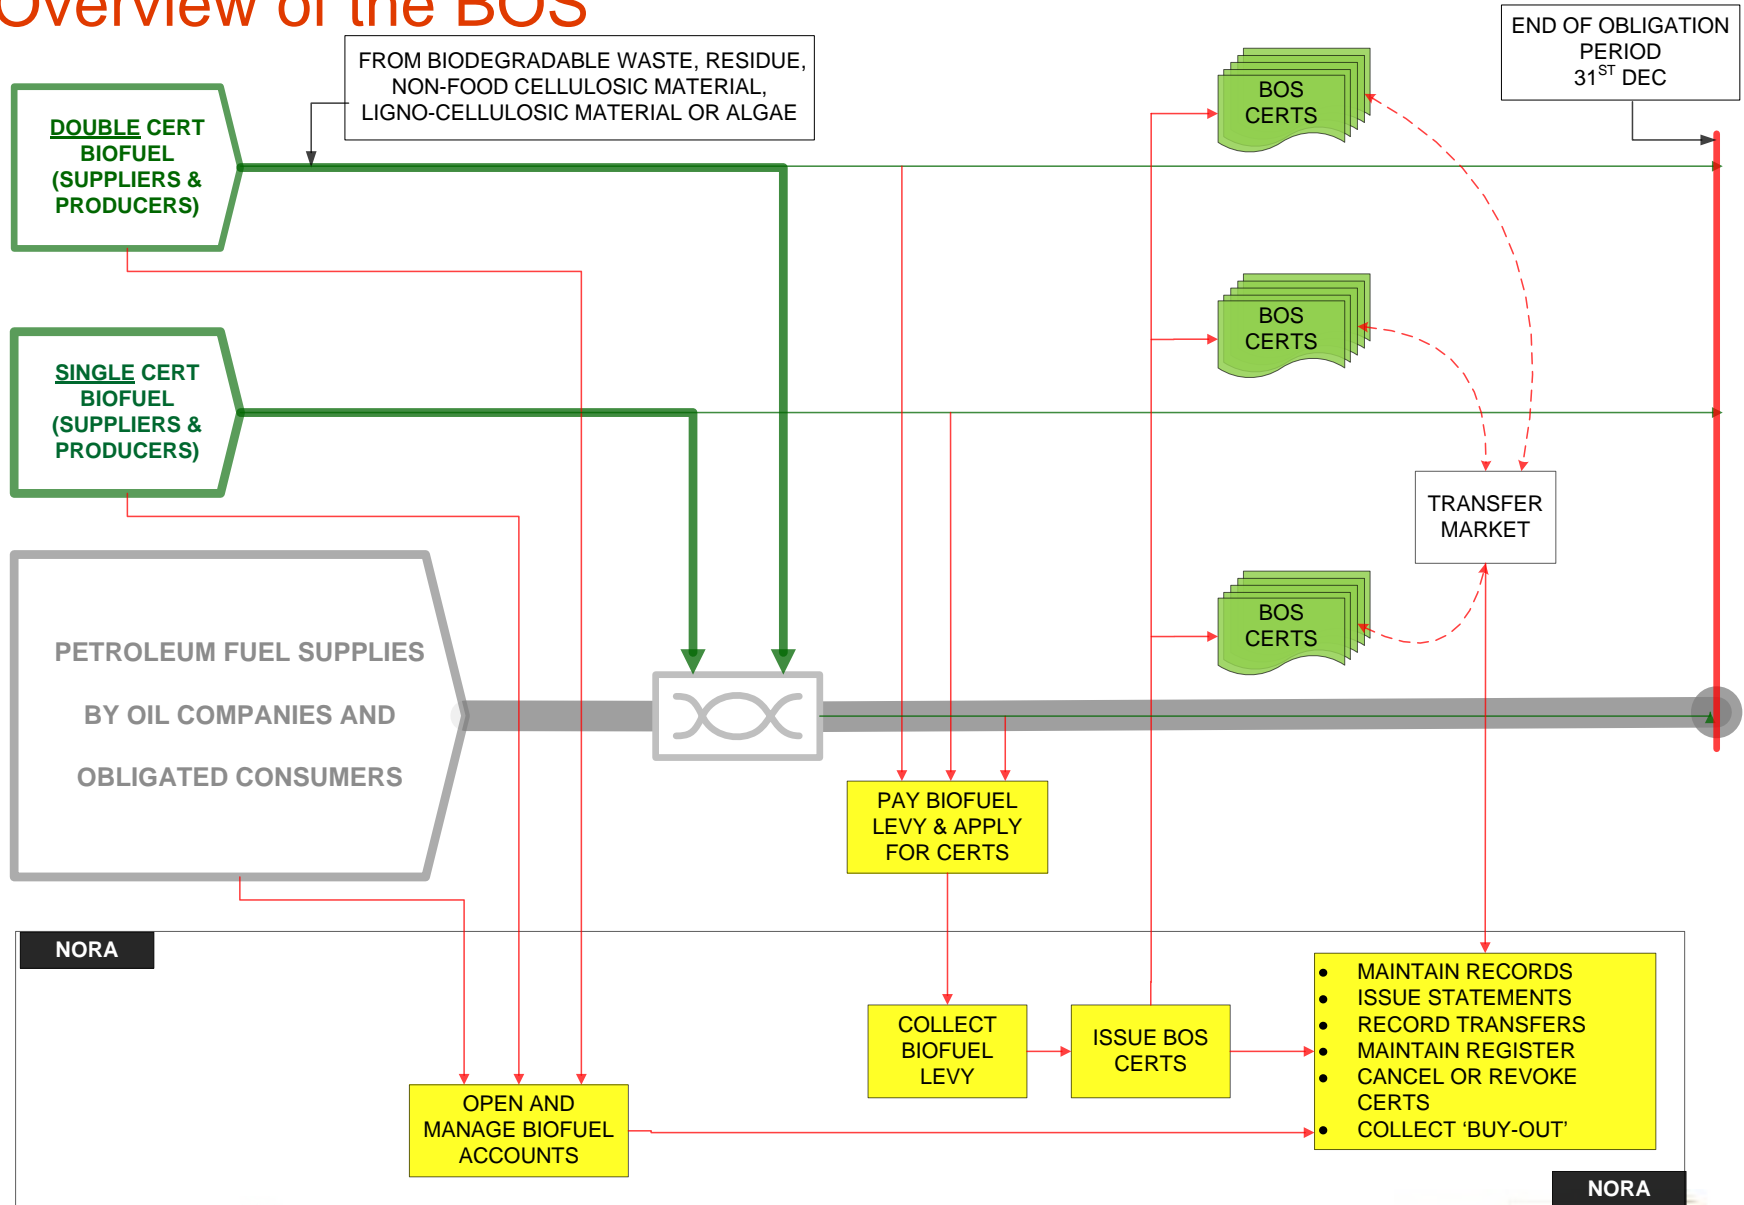 Overview of the BOS
END OF OBLIGATION
PERIOD
31ST DEC
FROM BIODEGRADABLE WASTE, RESIDUE,
NON-FOOD CELLULOSIC MATERIAL,
LIGNO-CELLULOSIC MATERIAL OR ALGAE
BOS
CERTS
DOUBLE CERT
BIOFUEL
(SUPPLIERS &
PRODUCERS)
BOS
CERTS
SINGLE CERT
BIOFUEL
(SUPPLIERS &
PRODUCERS)
TRANSFER
MARKET
BOS
CERTS
PETROLEUM FUEL SUPPLIES
BY OIL COMPANIES AND
OBLIGATED CONSUMERS
PAY BIOFUEL
LEVY & APPLY
FOR CERTS
NORA
COLLECT
BIOFUEL
LEVY
ISSUE BOS
CERTS
• MAINTAIN RECORDS
• ISSUE STATEMENTS
• RECORD TRANSFERS
• MAINTAIN REGISTER
• CANCEL OR REVOKE
CERTS
• COLLECT ‘BUY-OUT’
OPEN AND
MANAGE BIOFUEL
ACCOUNTS
NORA